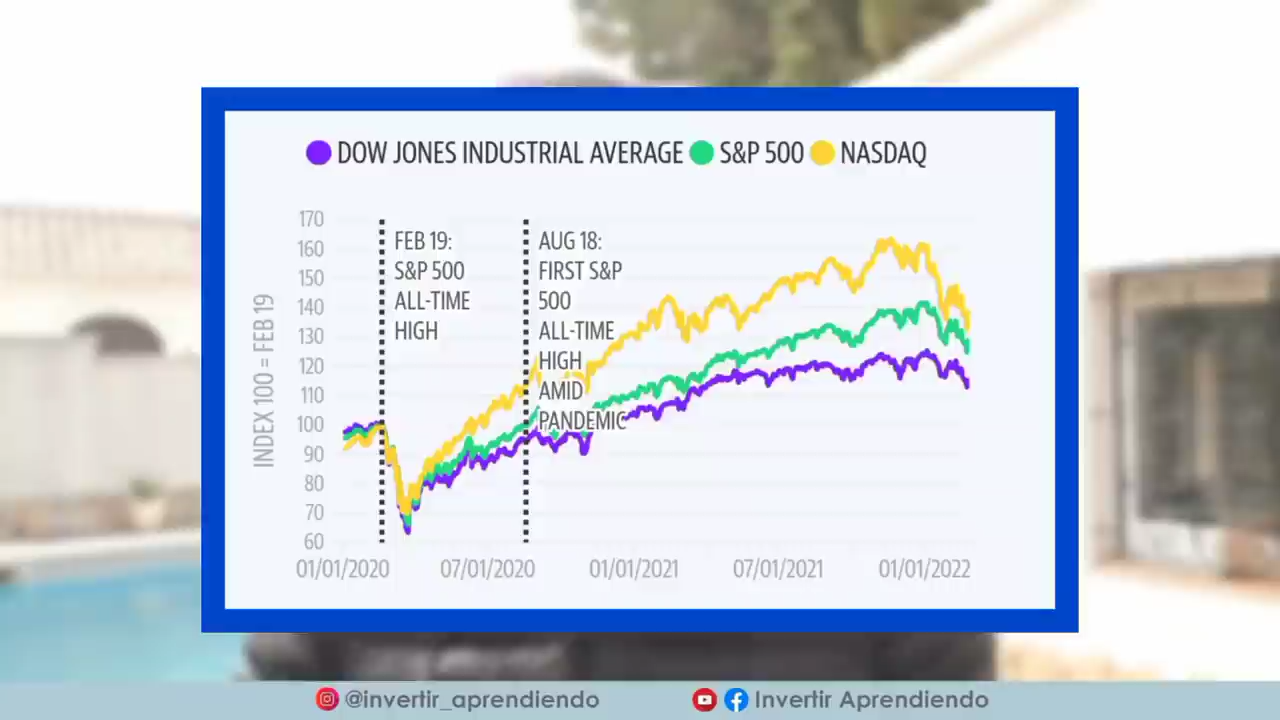 DOW JONES INDUSTRIAL AVERAGE S&P 500 NASDAQ
170
160
150
140
130
120
110
100
90
80
70
60
INDEX 100 = FEB 19
FEB 19:
S&P 500
ALL-TIME
HIGH
AUG 18:
FIRST S&P
500
ALL-TIME
HIGH
AMID
PANDEMIC
01/01/2020 07/01/2020 01/01/2021 07/01/2021 01/01/2022
@invertir_aprendiendo Invertir Aprendiendo